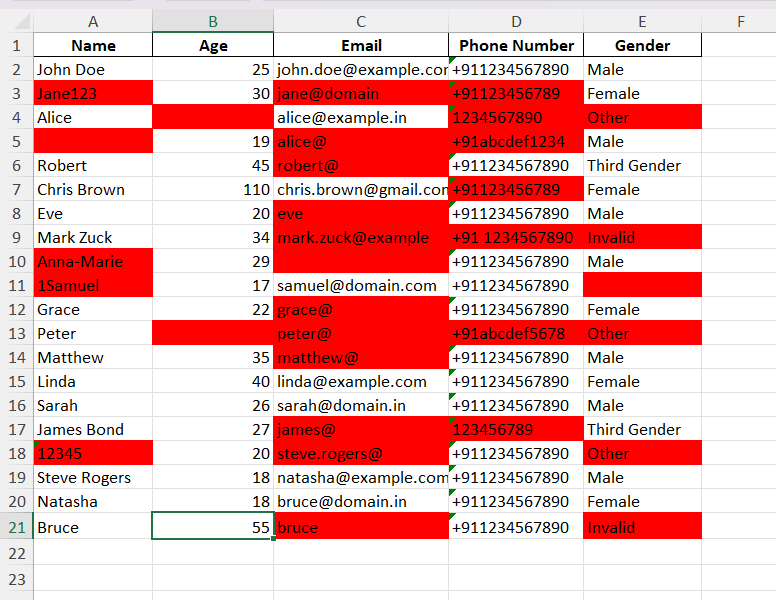 A B C D E F
1 Name Age Email Phone Number Gender
2 John Doe 25 john.doe@example.cor +911234567890 Male
3 Jane123 30 jane@domain +91123456789 Female
4 Alice alice@example.in 1234567890 Other
5 19 alice@ +91abcdef1234 Male
6 Robert 45 robert@ +911234567890 Third Gender
7 Chris Brown 110 chris.brown@gmail.cor +91123456789 Female
8 Eve 20 eve +911234567890 Male
9 Mark Zuck 34 mark.zuck@example +91 1234567890 Invalid
10 Anna-Marie 29 +911234567890 Male
11 1Samuel 17 samuel@domain.com +911234567890
12 Grace 22 grace@ +911234567890 Female
13 Peter peter@ +91abcdef5678 Other
14 Matthew 35 matthew@ +911234567890 Male
15 Linda 40 linda@example.com +911234567890 Female
16 Sarah 26 sarah@domain.in +911234567890 Male
17 James Bond 27 james@ 123456789 Third Gender
18 12345 20 steve.rogers@ +911234567890 Other
19 Steve Rogers 18 natasha@example.com +911234567890 Male
20 Natasha 18 bruce@domain.in +911234567890 Female
21 Bruce 55 bruce +911234567890 Invalid
22
23